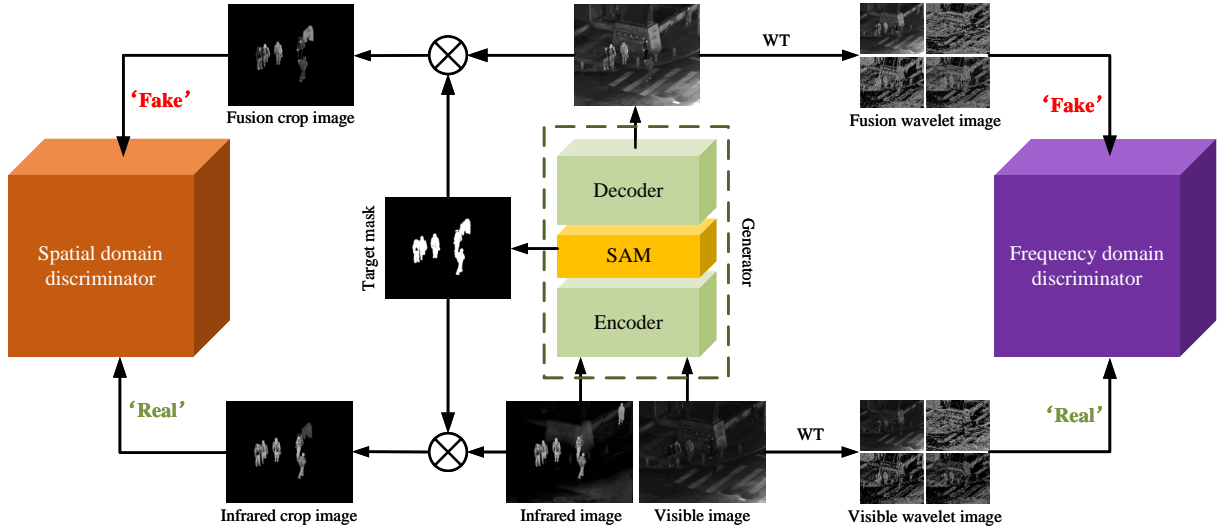 WT
‘Fake’
Fusion crop image
‘Fake’
Fusion wavelet image
Decoder
SAM
Encoder
Generator
Target mask
Spatial domain
discriminator
Frequency domain
discriminator
‘Real’
‘Real’
WT
Infrared crop image
Infrared image
Visible image
Visible wavelet image